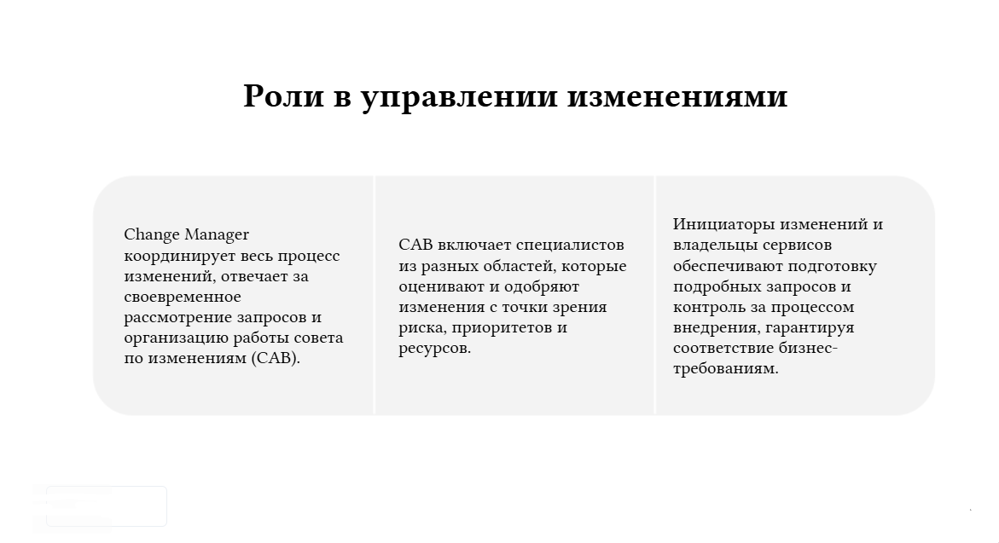 Роли в управлении изменениями
Change Manager
координирует весь процесс
изменений, отвечает за
своевременное
рассмотрение запросов и
организацию работы совета
по изменениям (CAB).
CAB включает специалистов
из разных областей, которые
оценивают и одобряют
изменения с точки зрения
риска, приоритетов и
ресурсов.
Инициаторы изменений и
владельцы сервисов
обеспечивают подготовку
подробных запросов и
контроль за процессом
внедрения, гарантируя
соответствие бизнес-
требованиям.